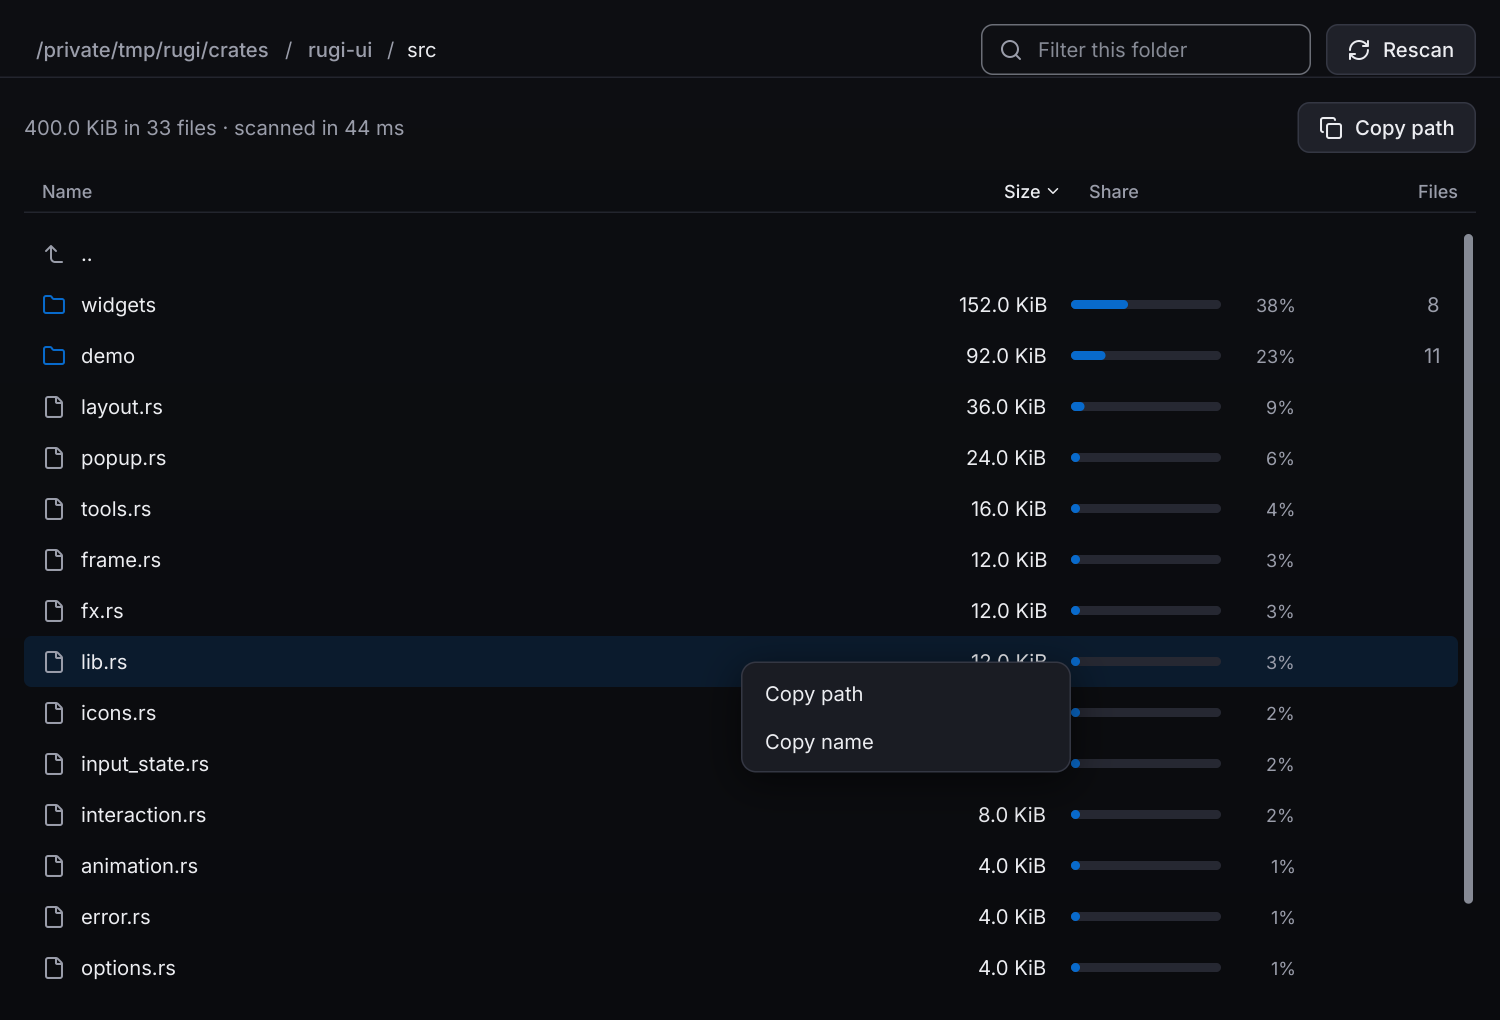 /private/tmp/rugi/crates / rugi-ui / src
Filter this folder
Rescan
400.0 KiB in 33 files · scanned in 44 ms
Copy path
Name Size Share Files
..
widgets 152.0 KiB 38% 8
demo 92.0 KiB 23% 11
layout.rs 36.0 KiB 9%
popup.rs 24.0 KiB 6%
tools.rs 16.0 KiB 4%
frame.rs 12.0 KiB 3%
fx.rs 12.0 KiB 3%
lib.rs 12.0 KiB 3%
Copy path
icons.rs 2%
Copy name
input_state.rs 2%
interaction.rs 8.0 KiB 2%
animation.rs 4.0 KiB 1%
error.rs 4.0 KiB 1%
options.rs 4.0 KiB 1%